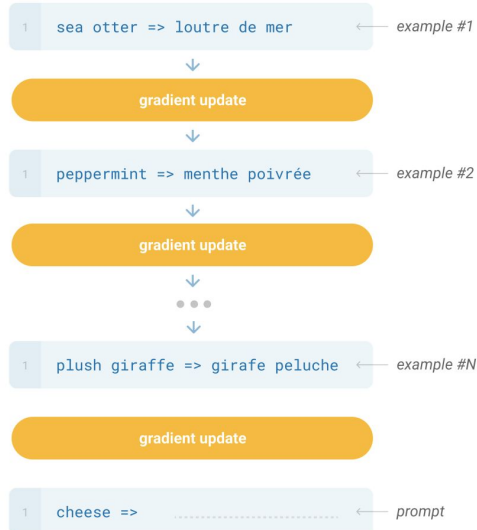 1 sea otter => loutre de mer ← example #1
↓
gradient update
↓
1 peppermint => menthe poivrée ← example #2
↓
gradient update
↓
•••
↓
1 plush giraffe => girafe peluche ← example #N
gradient update
1 cheese => .................... ← prompt